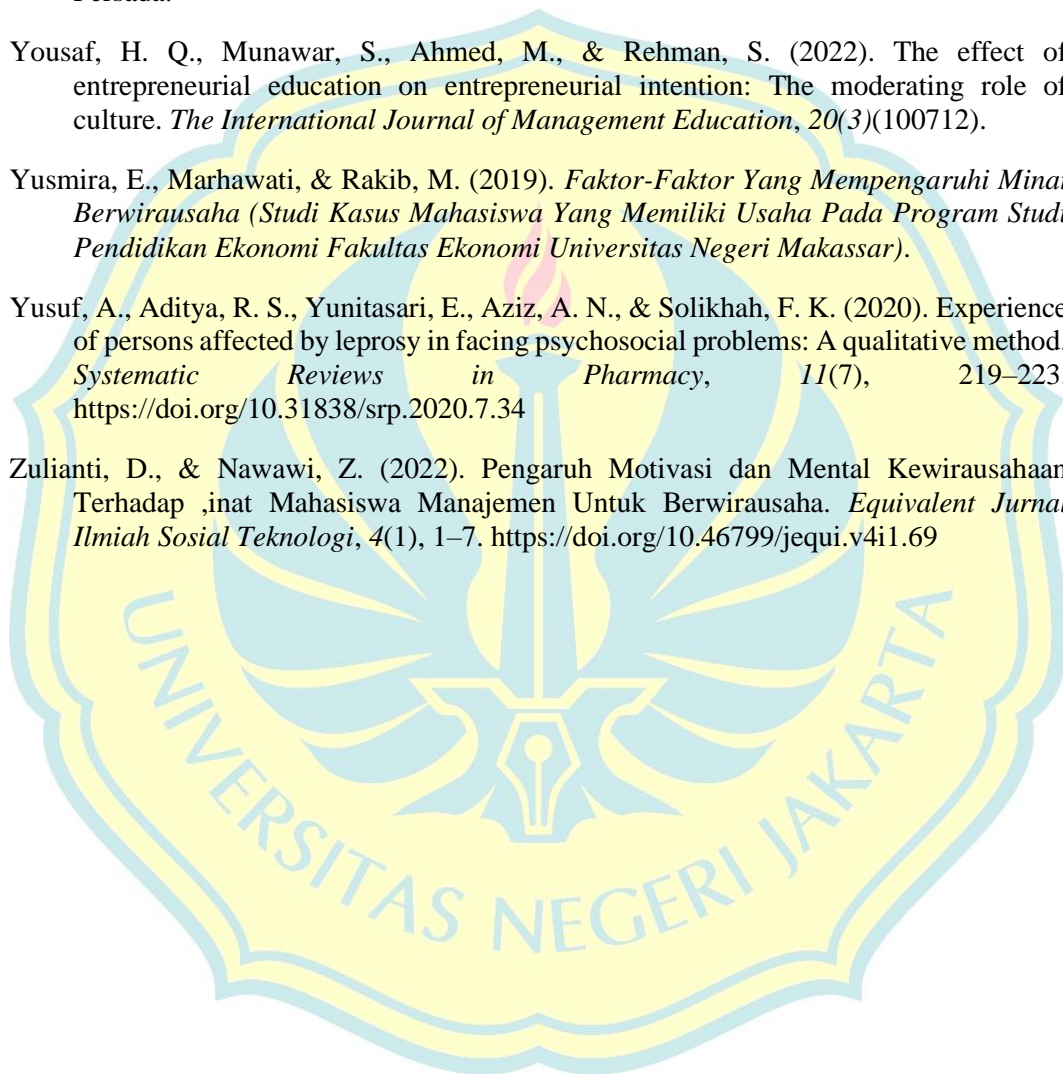 Persada.
Yousaf, H. Q., Munawar, S., Ahmed, M., & Rehman, S. (2022). The effect of
entrepreneurial education on entrepreneurial intention: The moderating role of
culture. The International Journal of Management Education, 20(3)(100712).
Yusmira, E., Marhawati, & Rakib, M. (2019). Faktor-Faktor Yang Mempengaruhi Minat
Berwirausaha (Studi Kasus Mahasiswa Yang Memiliki Usaha Pada Program Studi
Pendidikan Ekonomi Fakultas Ekonomi Universitas Negeri Makassar).
Yusuf, A., Aditya, R. S., Yunitasari, E., Aziz, A. N., & Solikhah, F. K. (2020). Experience
of persons affected by leprosy in facing psychosocial problems: A qualitative method.
Systematic Reviews in Pharmacy, 11(7), 219–223.
https://doi.org/10.31838/srp.2020.7.34
Zulianti, D., & Nawawi, Z. (2022). Pengaruh Motivasi dan Mental Kewirausahaan
Terhadap ,inat Mahasiswa Manajemen Untuk Berwirausaha. Equivalent Jurnal
Ilmiah Sosial Teknologi, 4(1), 1–7. https://doi.org/10.46799/jequi.v4i1.69
UNIVERSITAS NEGERI JAKARTA